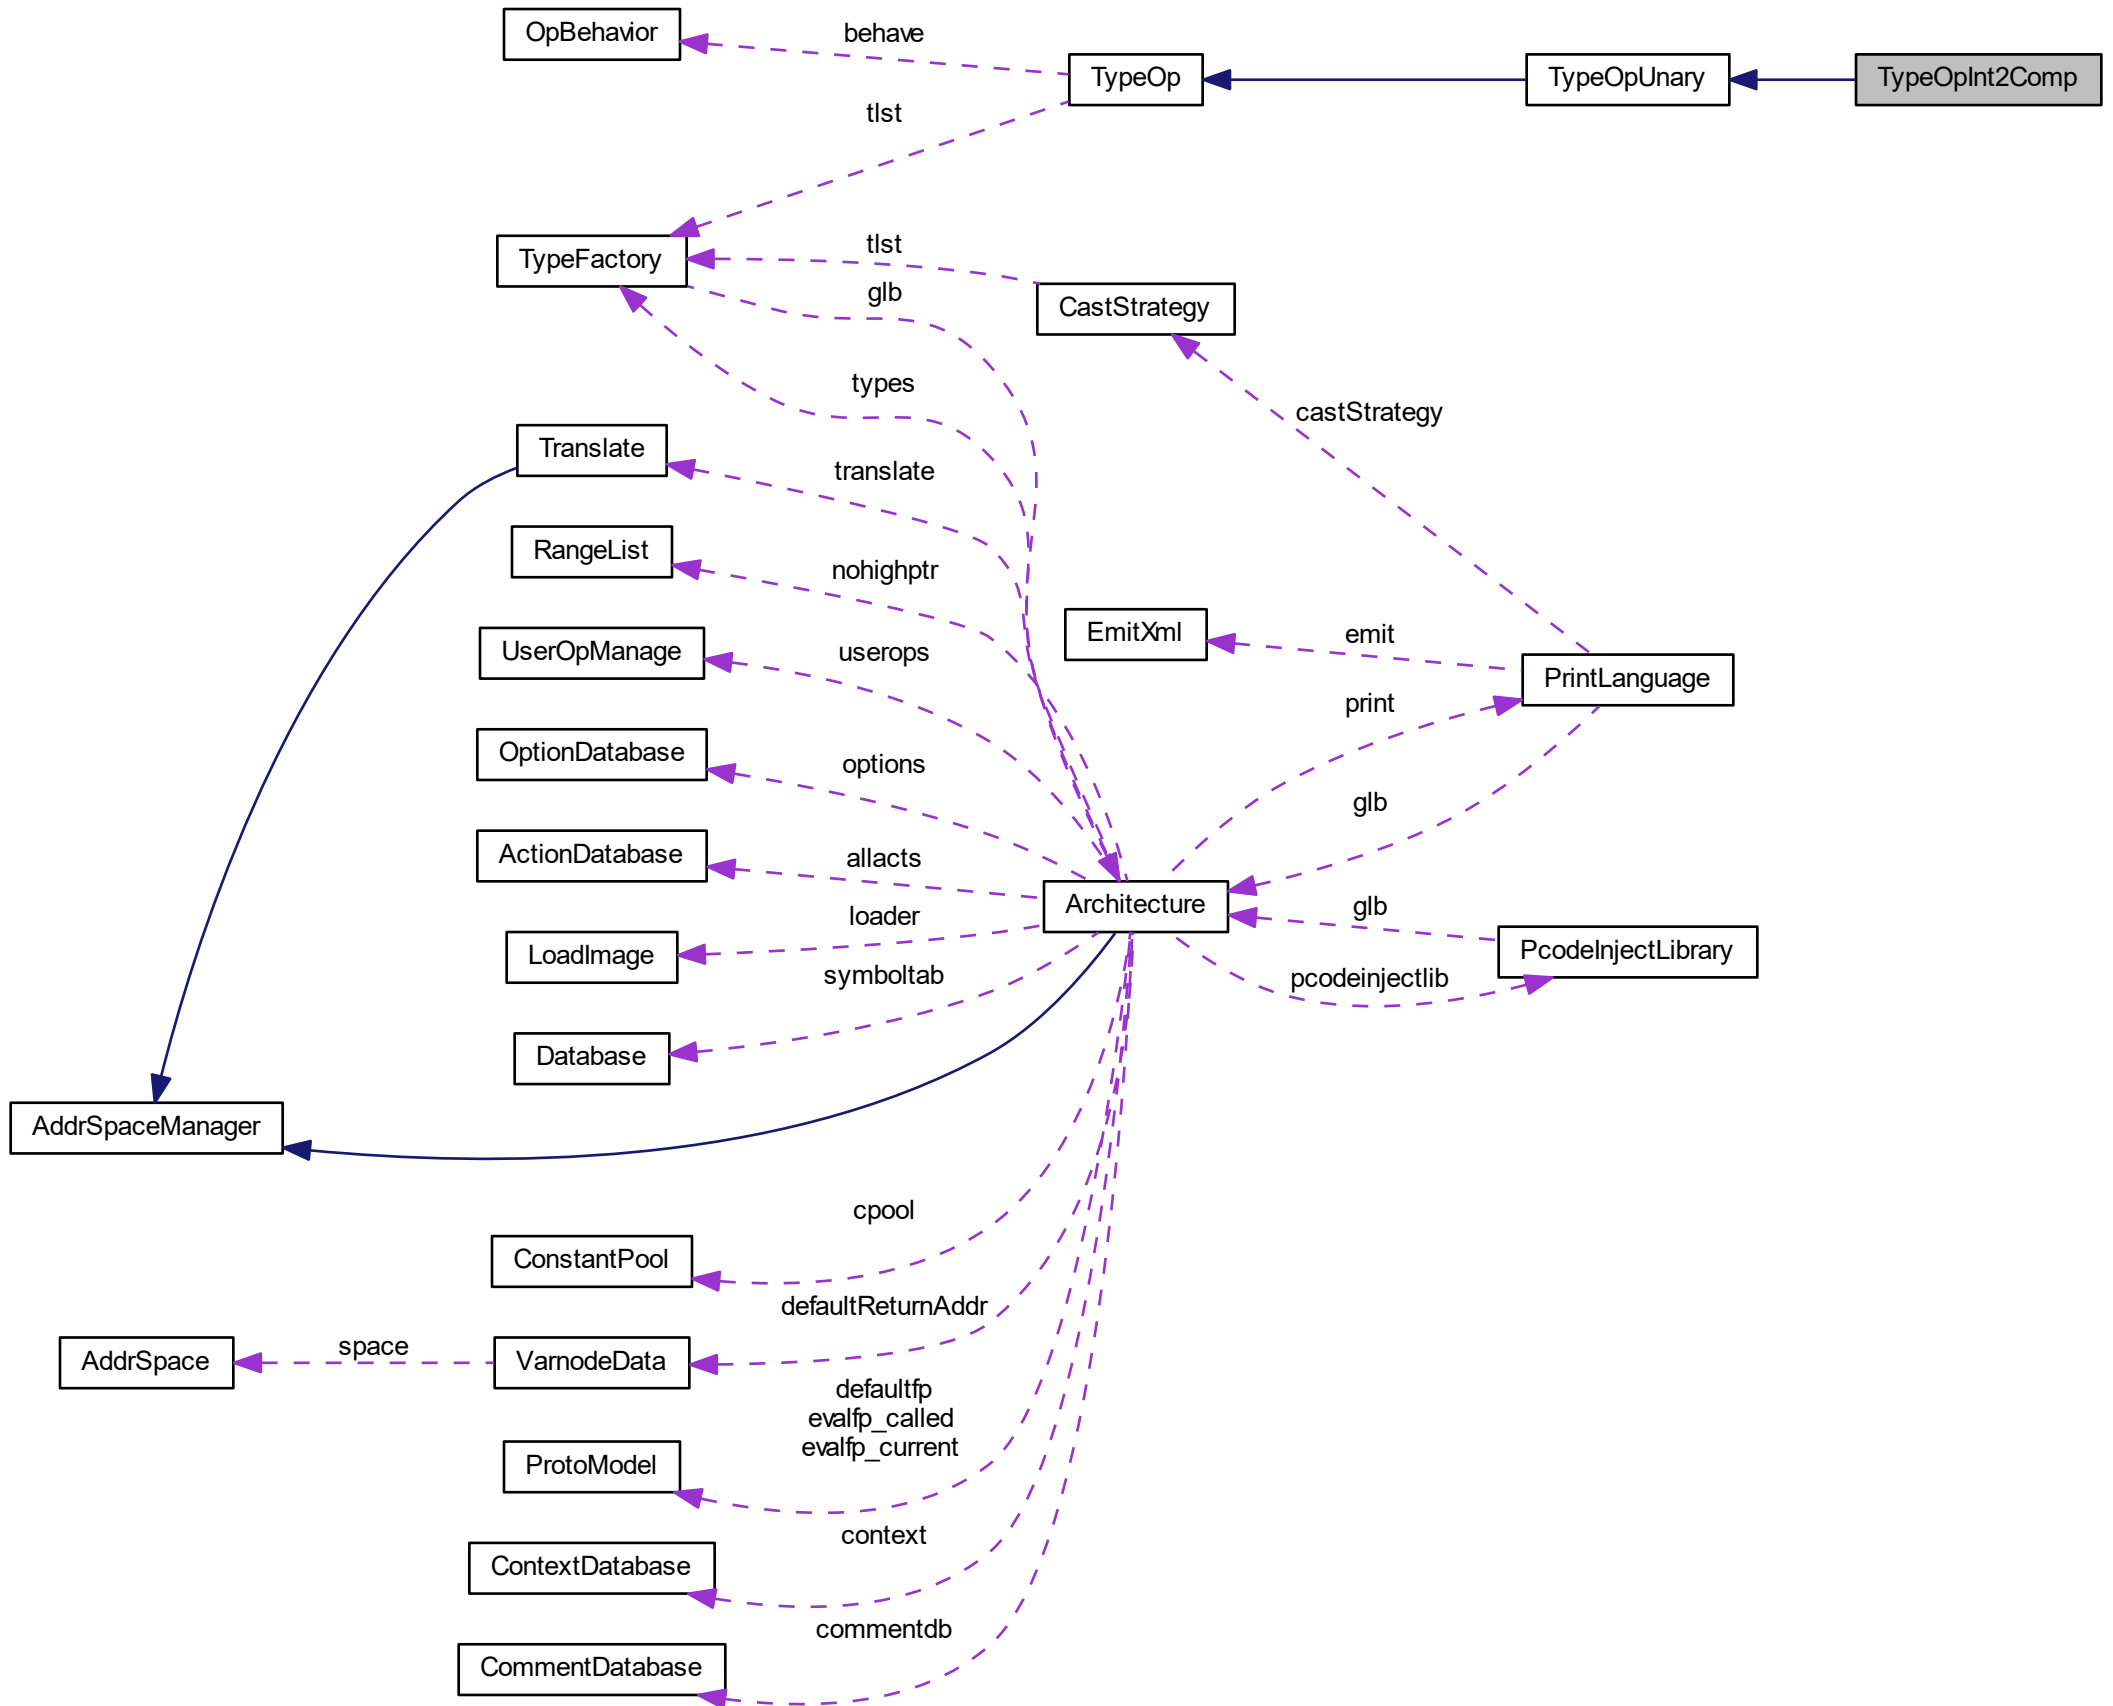 OpBehavior
behave
TypeOp
TypeOpUnary
TypeOpInt2Comp
tlst
TypeFactory
tlst
glb
CastStrategy
types
castStrategy
Translate
translate
RangeList
nohighptr
UserOpManage
userops
EmitXml
emit
PrintLanguage
print
OptionDatabase
options
glb
ActionDatabase
allacts
Architecture
glb
LoadImage
loader
PcodeInjectLibrary
symboltab
pcodeinjectlib
Database
AddrSpaceManager
cpool
ConstantPool
defaultReturnAddr
AddrSpace
space
VarnodeData
defaultfp
evalfp_called
evalfp_current
ProtoModel
context
ContextDatabase
commentdb
CommentDatabase